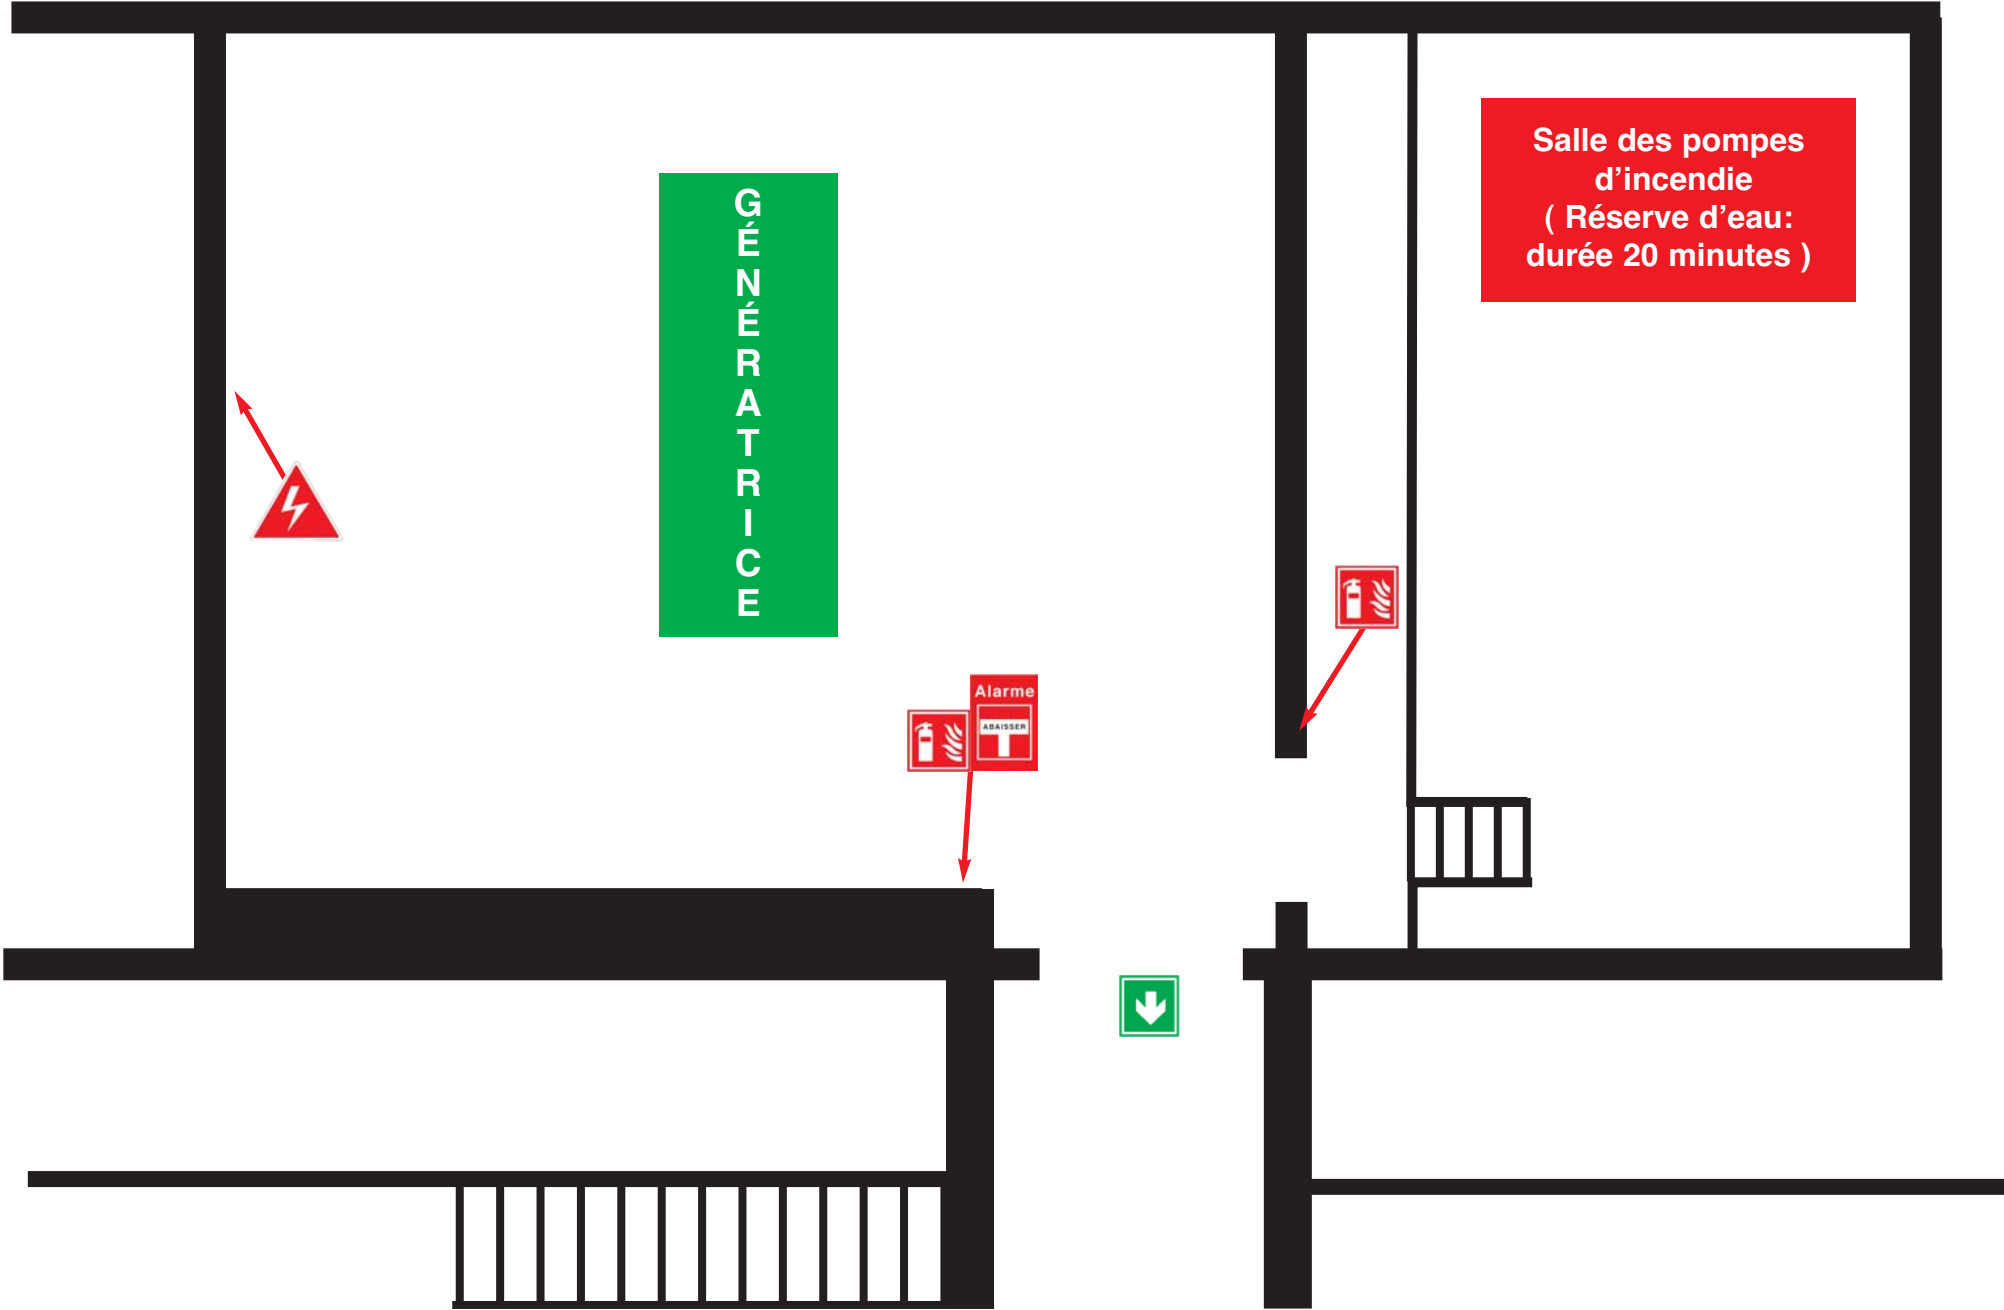 GÉNÉRATRICE
Salle des pompes
d’incendie
( Réserve d’eau:
durée 20 minutes )
Alarme
ABAISSER